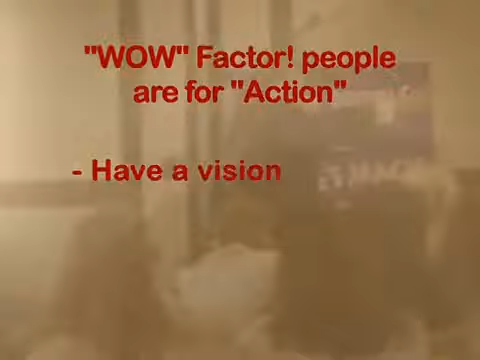 "WOW" Factor! people
are for "Action"
- Have a vision